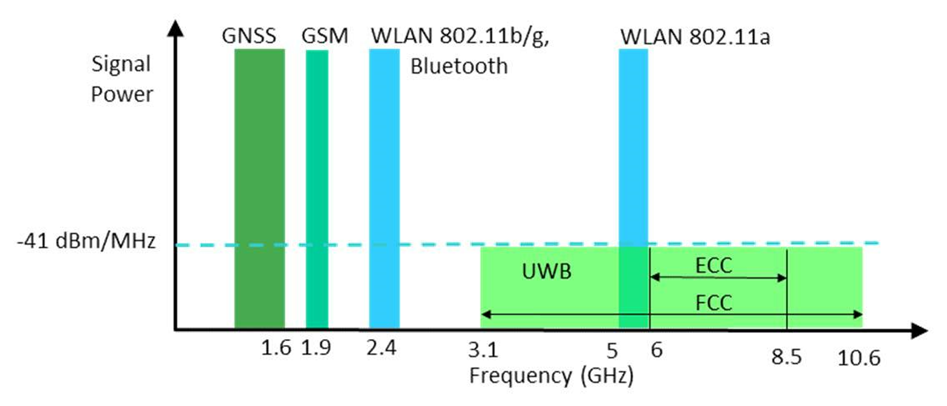 GNSS GSM WLAN 802.11b/g, WLAN 802.11a
Bluetooth
Signal
Power
-41 dBm/MHz
UWB ECC
FCC
1.6 1.9 2.4 3.1 5 6 8.5 10.6
Frequency (GHz)